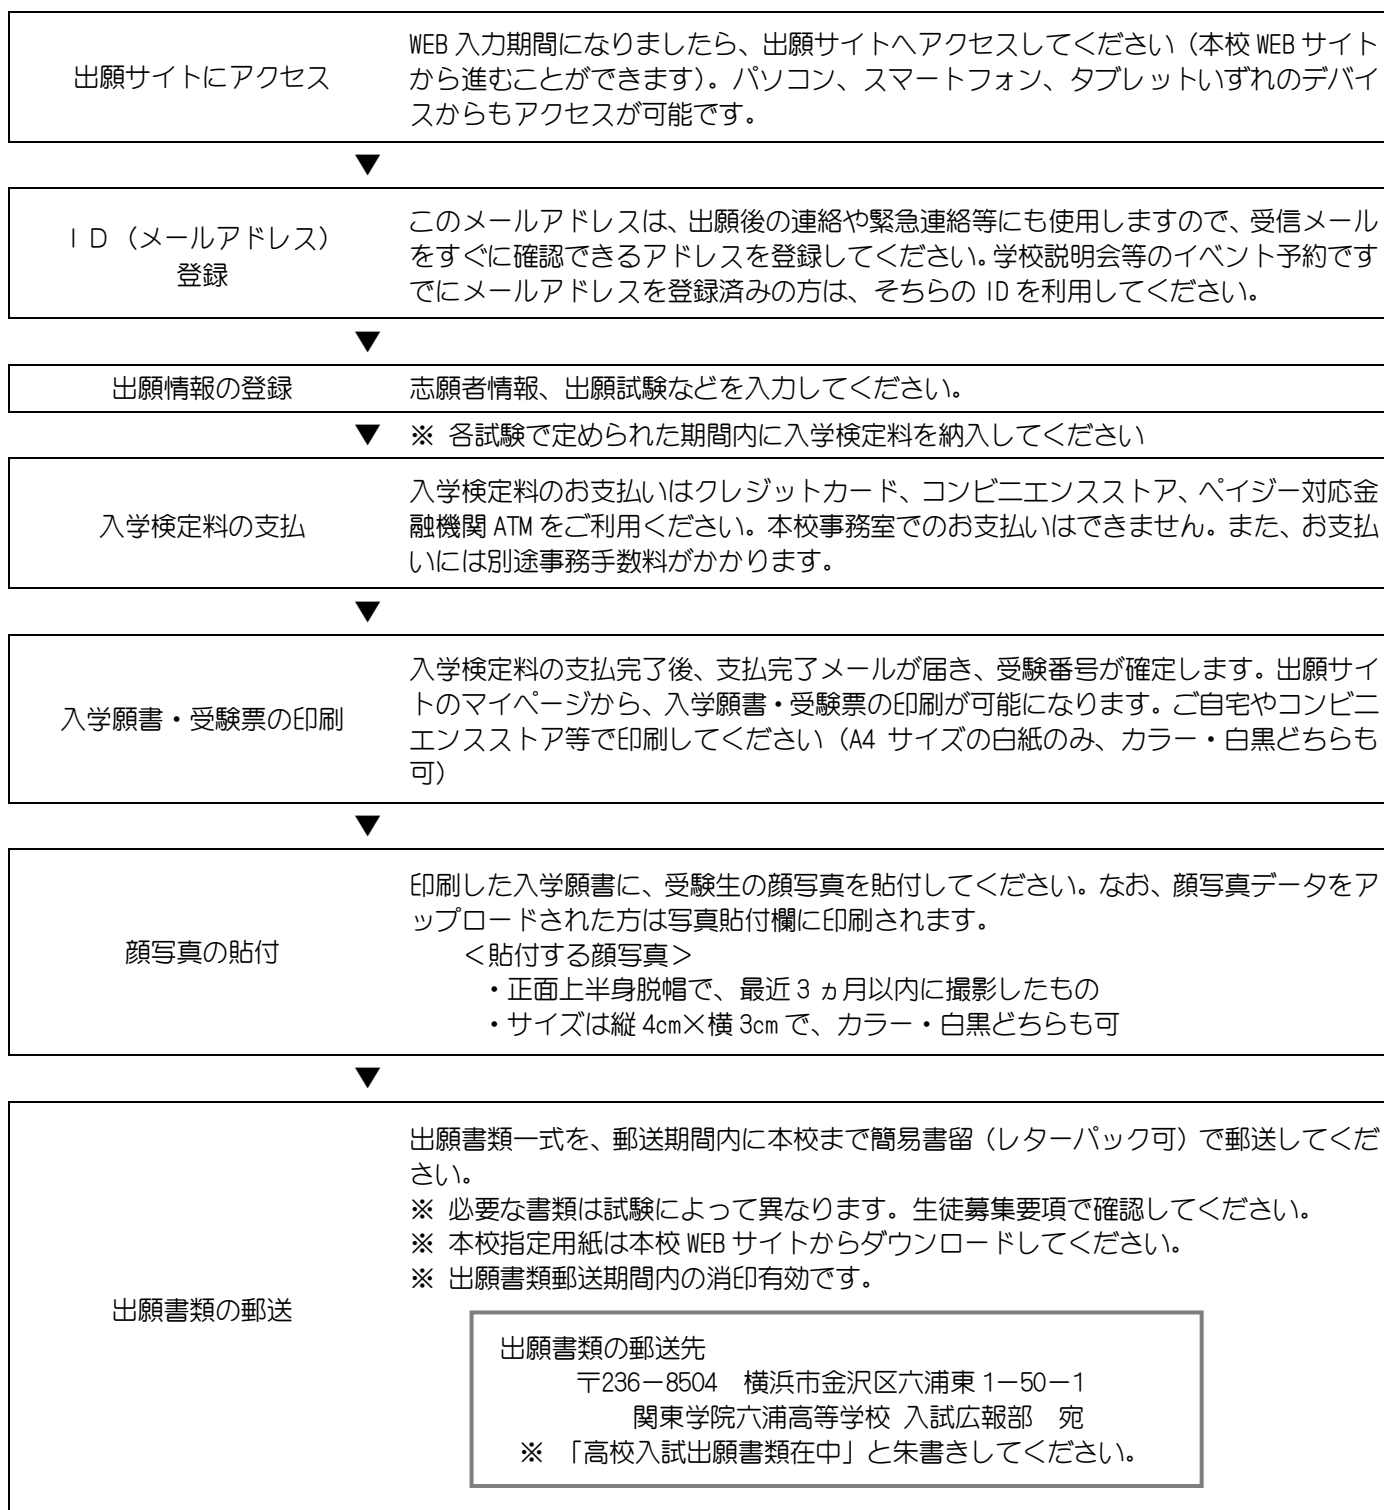 出願サイトにアクセス
WEB入力期間になりましたら、出願サイトへアクセスしてください（本校WEBサイト
から進むことができます）。パソコン、スマートフォン、タブレットいずれのデバイ
スからもアクセスが可能です。
▼
ＩＤ（メールアドレス）
登録
このメールアドレスは、出願後の連絡や緊急連絡等にも使用しますので、受信メール
をすぐに確認できるアドレスを登録してください。学校説明会等のイベント予約です
でにメールアドレスを登録済みの方は、そちらのIDを利用してください。
▼
出願情報の登録
志願者情報、出願試験などを入力してください。
▼ ※ 各試験で定められた期間内に入学検定料を納入してください
入学検定料の支払
入学検定料のお支払いはクレジットカード、コンビニエンスストア、ペイジー対応金
融機関ATMをご利用ください。本校事務室でのお支払いはできません。また、お支払
いには別途事務手数料がかかります。
▼
入学願書・受験票の印刷
入学検定料の支払完了後、支払完了メールが届き、受験番号が確定します。出願サイ
トのマイページから、入学願書・受験票の印刷が可能になります。ご自宅やコンビニ
エンスストア等で印刷してください（A4 サイズの白紙のみ、カラー・白黒どちらも
可）
▼
顔写真の貼付
印刷した入学願書に、受験生の顔写真を貼付してください。なお、顔写真データをア
ップロードされた方は写真貼付欄に印刷されます。
＜貼付する顔写真＞
・正面上半身脱帽で、最近３ヵ月以内に撮影したもの
・サイズは縦4cm×横3cmで、カラー・白黒どちらも可
▼
出願書類の郵送
出願書類一式を、郵送期間内に本校まで簡易書留（レターパック可）で郵送してくだ
さい。
※ 必要な書類は試験によって異なります。生徒募集要項で確認してください。
※ 本校指定用紙は本校WEBサイトからダウンロードしてください。
※ 出願書類郵送期間内の消印有効です。
出願書類の郵送先
〒236－8504 横浜市金沢区六浦東1－50－1
関東学院六浦高等学校 入試広報部 宛
※ 「高校入試出願書類在中」と朱書きしてください。